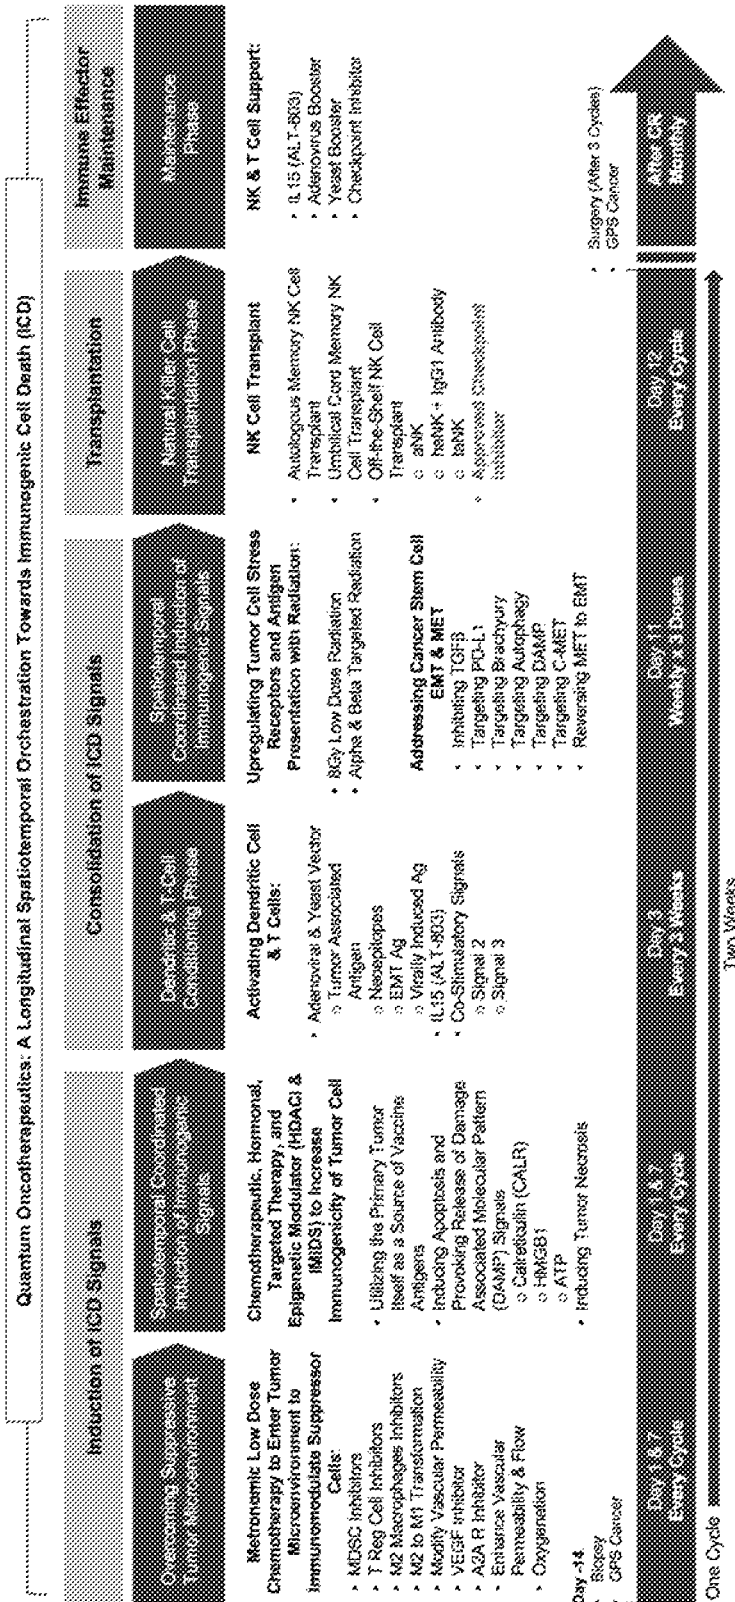 Quantum Oncotherapeutics: A Longitudinal Spatiotemporal Orchestration Towards Immunogenic Cell Death (ICD)
Induction of ICD Signals
Overcoming Suppressive
Tumor Microenvironment
Metronomic Low Dose
Chemotherapy to Enter Tumor
Microenvironment to
Immunomodulate Suppressor
Cells:
• MDSC Inhibitors
• T Reg Cell Inhibitors
• M2 Macrophages Inhibitors
• M2 to M1 Transformation
• Modify Vascular Permeability
• VEGF Inhibitor
• A2A R Inhibitor
• Enhance Vascular
Permeability & Flow
• Oxygenation
Day -14
• Biopsy
• GPS Cancer
Day 1 & 7
Every Cycle
Spatiotemporal Coordinated
Induction of Immunogenic
Signals
Chemotherapeutic, Hormonal,
Targeted Therapy, and
Epigenetic Modulator (HDACi &
IMiDS) to Increase
Immunogenicity of Tumor Cell
• Utilizing the Primary Tumor
Itself as a Source of Vaccine
Antigens
• Inducing Apoptosis and
Provoking Release of Damage
Associated Molecular Pattern
(DAMP) Signals
○ Calreticulin (CALR)
○ HMGB1
○ ATP
• Inducing Tumor Necrosis
Day 1 & 7
Every Cycle
Consolidation of ICD Signals
Dendritic & T-Cell
Conditioning Phase
Activating Dendritic Cell
& T Cells:
• Adenoviral & Yeast Vector
○ Tumor Associated
Antigen
○ Neoepitopes
○ EMT Ag
○ Virally Induced Ag
• IL15 (ALT-803)
• Co-Stimulatory Signals
○ Signal 2
○ Signal 3
Day 3
Every 3 Weeks
Spatiotemporal
Coordinated Induction of
Immunogenic Signals
Upregulating Tumor Cell Stress
Receptors and Antigen
Presentation with Radiation:
• 8Gy Low Dose Radiation
• Alpha & Beta Targeted Radiation
Addressing Cancer Stem Cell
EMT & MET
• Inhibiting TGFB
• Targeting PD-L1
• Targeting Brachyury
• Targeting Autophagy
• Targeting DAMP
• Targeting C-MET
• Reversing MET to EMT
Day 11
Weekly x 3 Doses
Transplantation
Natural Killer Cell
Transplantation Phase
NK Cell Transplant
• Autologous Memory NK Cell
Transplant
• Umbilical Cord Memory NK
Cell Transplant
• Off-the-Shelf NK Cell
Transplant
○ aNK
○ haNK + IgG1 Antibody
○ taNK
• Approved Checkpoint
Inhibitor
Day 12
Every Cycle
Immune Effector
Maintenance
Maintenance
Phase
NK & T Cell Support:
• IL15 (ALT-803)
• Adenovirus Booster
• Yeast Booster
• Checkpoint Inhibitor
• Surgery (After 3 Cycles)
• GPS Cancer
After CR
Monthly
One Cycle
Two Weeks